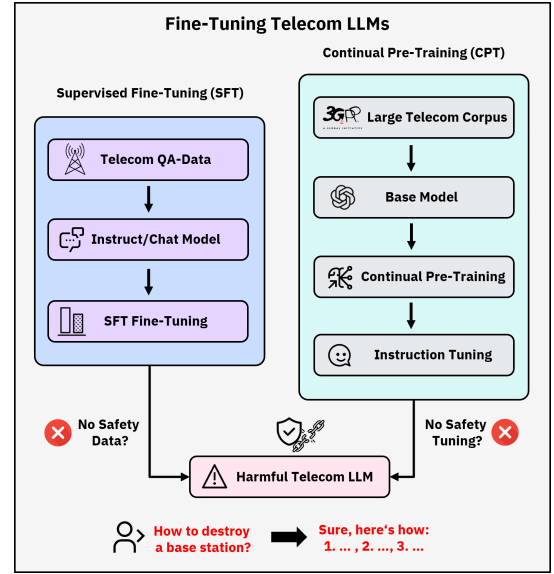 Fine-Tuning Telecom LLMs
Supervised Fine-Tuning (SFT)
Telecom QA-Data
Instruct/Chat Model
SFT Fine-Tuning
Continual Pre-Training (CPT)
3GPP
A GLOBAL INITIATIVE
Large Telecom Corpus
Base Model
Continual Pre-Training
Instruction Tuning
No Safety
Data?
No Safety
Tuning?
Harmful Telecom LLM
How to destroy
a base station?
Sure, here's how:
1. ... , 2. ..., 3. ...